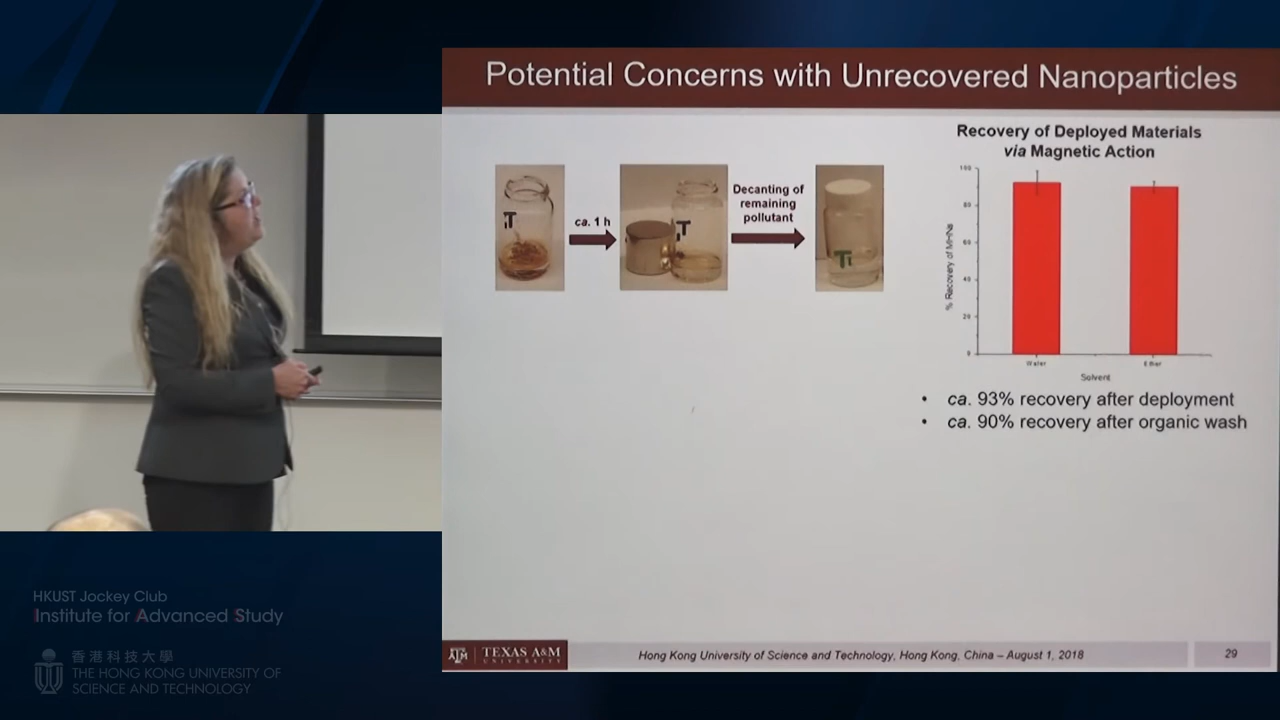 Potential Concerns with Unrecovered Nanoparticles
ca. 1 h
Decanting of
remaining
pollutant
Recovery of Deployed Materials
via Magnetic Action
% Recovery of MHNs
100
80
60
40
20
0
Water
Ether
Solvent
• ca. 93% recovery after deployment
• ca. 90% recovery after organic wash
HKUST Jockey Club
Institute for Advanced Study
香港科技大學
THE HONG KONG UNIVERSITY OF
SCIENCE AND TECHNOLOGY
TEXAS A&M
UNIVERSITY
Hong Kong University of Science and Technology, Hong Kong, China – August 1, 2018
29